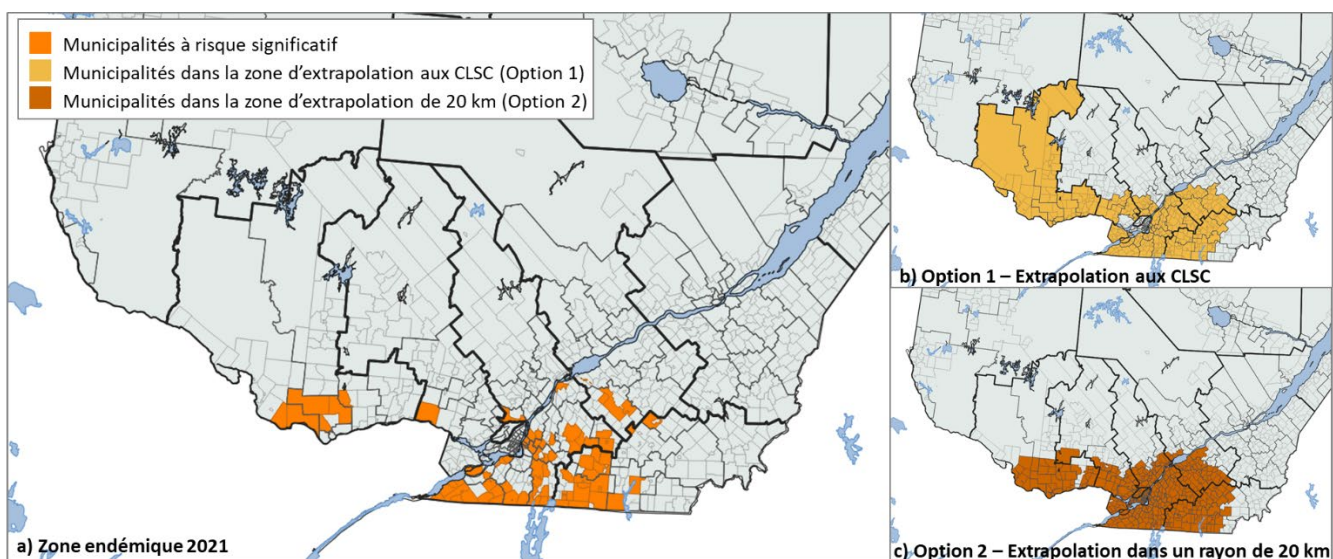 Municipalités à risque significatif
Municipalités dans la zone d’extrapolation aux CLSC (Option 1)
Municipalités dans la zone d’extrapolation de 20 km (Option 2)
a) Zone endémique 2021
b) Option 1 – Extrapolation aux CLSC
c) Option 2 – Extrapolation dans un rayon de 20 km